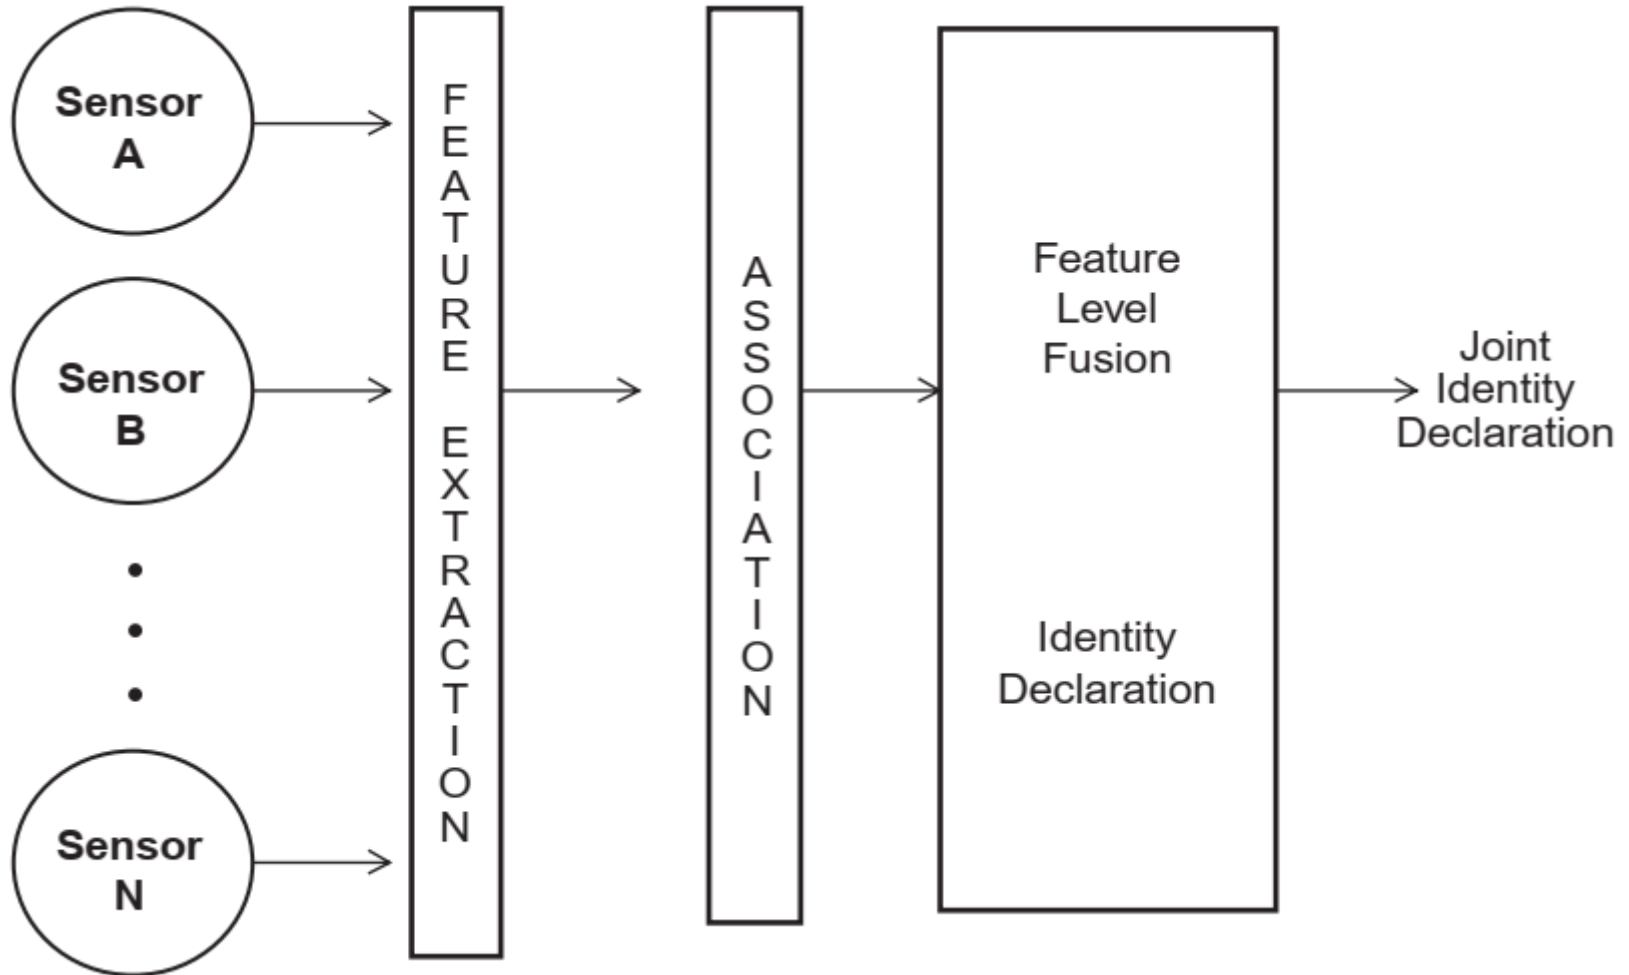 Sensor
A
Sensor
B
Sensor
N
FEATURE EXTRACTION
ASSOCIATION
Feature
Level
Fusion
Identity
Declaration
Joint
Identity
Declaration